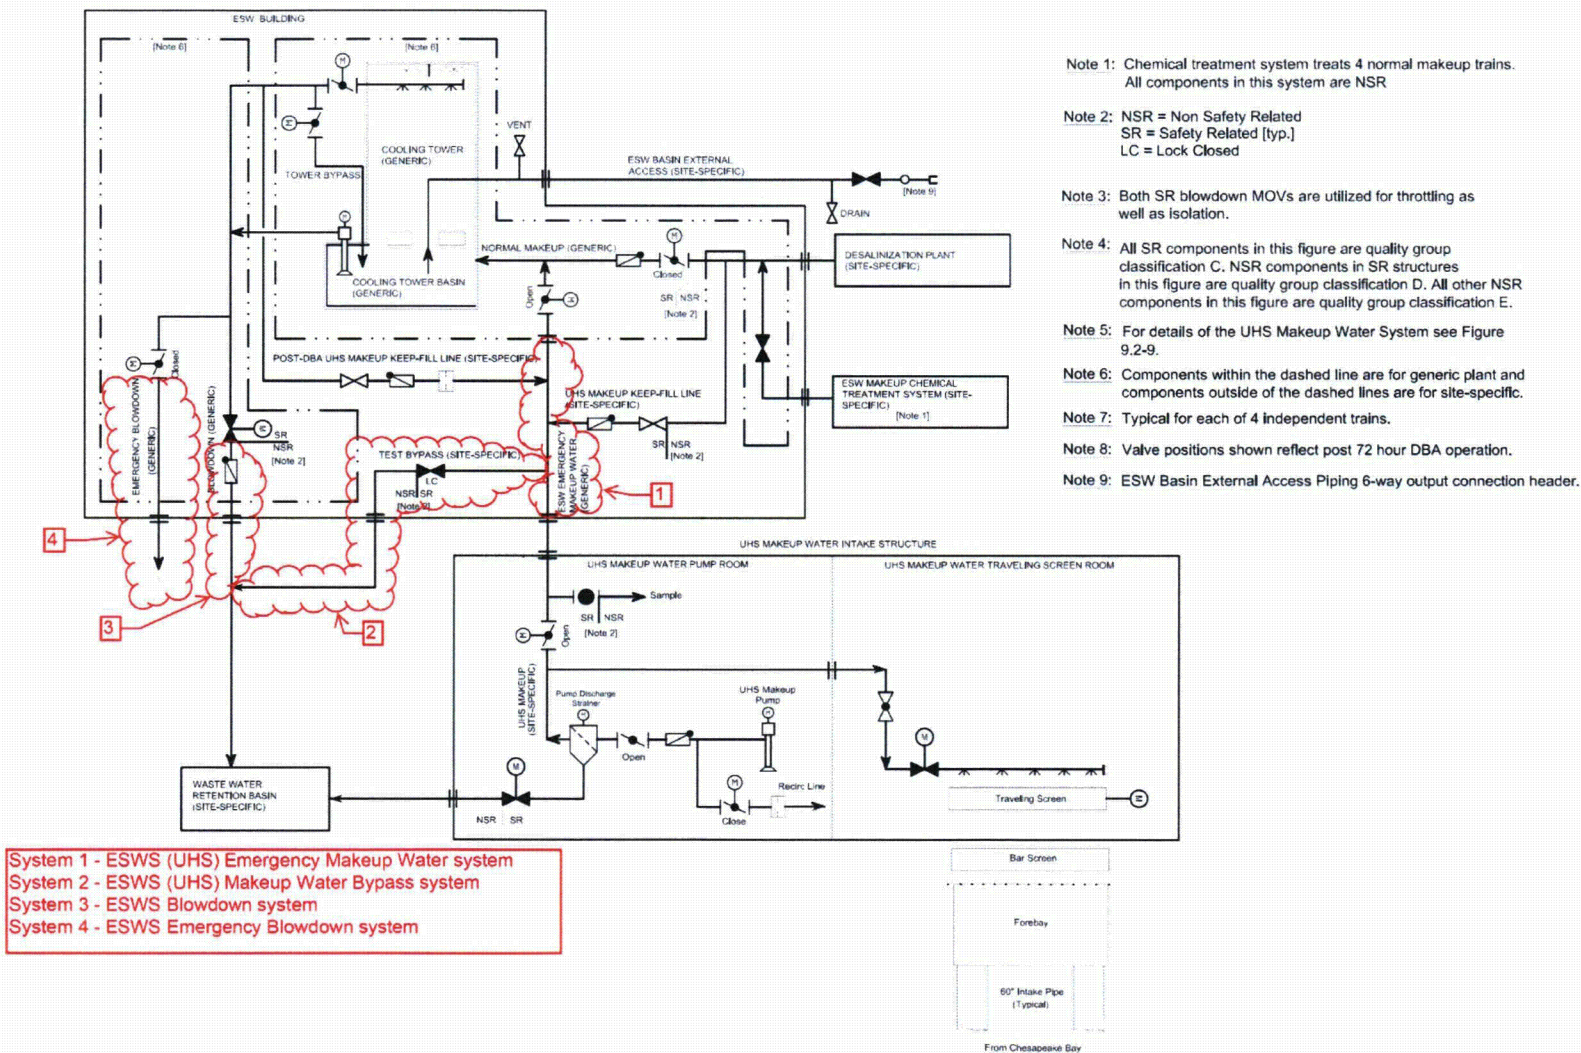 ESW BUILDING
[Note 6]
[Note 6]
M
M
COOLING TOWER
(GENERIC)
TOWER BYPASS
VENT
ESW BASIN EXTERNAL
ACCESS (SITE-SPECIFIC)
[Note 9]
DRAIN
M
NORMAL MAKEUP (GENERIC)
M
Closed
COOLING TOWER BASIN
(GENERIC)
Open
M
SR NSR
[Note 2]
DESALINIZATION PLANT
(SITE-SPECIFIC)
M
Closed
POST-DBA UHS MAKEUP KEEP-FILL LINE (SITE-SPECIFIC)
UHS MAKEUP KEEP-FILL LINE
(SITE-SPECIFIC)
ESW MAKEUP CHEMICAL
TREATMENT SYSTEM (SITE-
SPECIFIC)
[Note 1]
EMERGENCY BLOWDOWN
(GENERIC)
BLOWDOWN (GENERIC)
M
SR
NSR
[Note 2]
TEST BYPASS (SITE-SPECIFIC)
LC
NSR SR
[Note 2]
SR NSR
[Note 2]
ESW EMERGENCY
MAKEUP WATER
(GENERIC)
1
4
3
2
UHS MAKEUP WATER INTAKE STRUCTURE
UHS MAKEUP WATER PUMP ROOM
UHS MAKEUP WATER TRAVELING SCREEN ROOM
Sample
SR NSR
[Note 2]
M
Open
UHS MAKEUP
(SITE-SPECIFIC)
Pump Discharge
Strainer
M
UHS Makeup
Pump
M
Open
M
Close
Recirc Line
M
Traveling Screen
M
M
NSR SR
WASTE WATER
RETENTION BASIN
(SITE-SPECIFIC)
Bar Screen
Forebay
60" Intake Pipe
(Typical)
From Chesapeake Bay
System 1 - ESWS (UHS) Emergency Makeup Water system
System 2 - ESWS (UHS) Makeup Water Bypass system
System 3 - ESWS Blowdown system
System 4 - ESWS Emergency Blowdown system
Note 1: Chemical treatment system treats 4 normal makeup trains.
All components in this system are NSR
Note 2: NSR = Non Safety Related
SR = Safety Related [typ.]
LC = Lock Closed
Note 3: Both SR blowdown MOVs are utilized for throttling as
well as isolation.
Note 4: All SR components in this figure are quality group
classification C. NSR components in SR structures
in this figure are quality group classification D. All other NSR
components in this figure are quality group classification E.
Note 5: For details of the UHS Makeup Water System see Figure
9.2-9.
Note 6: Components within the dashed line are for generic plant and
components outside of the dashed lines are for site-specific.
Note 7: Typical for each of 4 independent trains.
Note 8: Valve positions shown reflect post 72 hour DBA operation.
Note 9: ESW Basin External Access Piping 6-way output connection header.